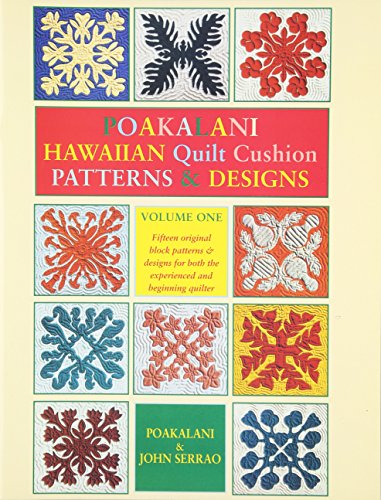 POAKALANI
HAWAIIAN Quilt Cushion
PATTERNS & DESIGNS
VOLUME ONE
Fifteen original
block patterns &
designs for both the
experienced and
beginning quilter
POAKALANI
&
JOHN SERRAO